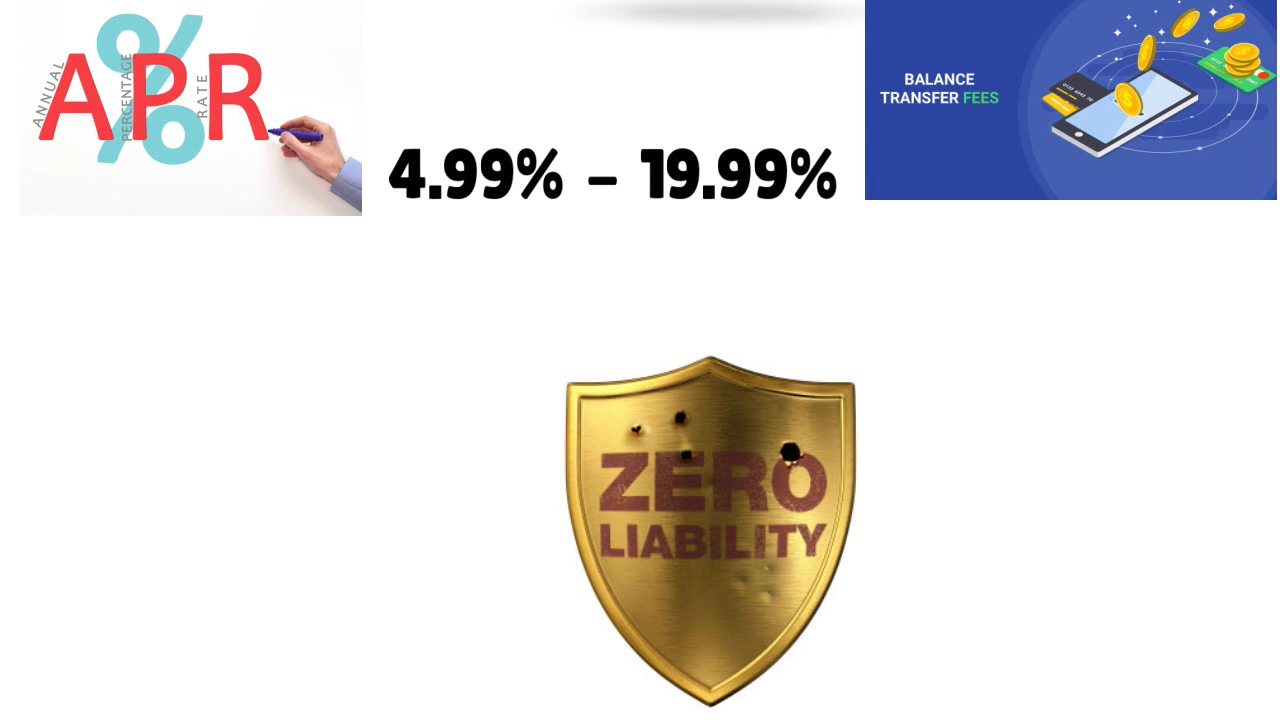 ANNUAL
PERCENTAGE
RATE
APR
%
4.99% – 19.99%
BALANCE
TRANSFER FEES
ZERO
LIABILITY